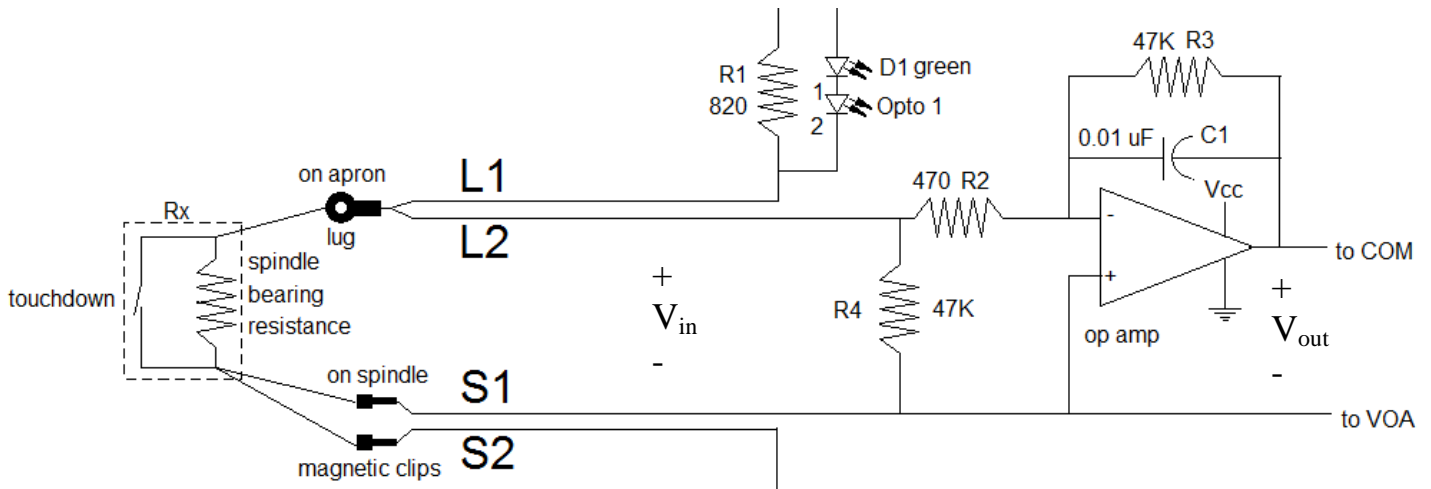 47K R3
R1
820
D1 green
1
Opto 1
2
0.01 uF C1
on apron
L1
470 R2
Vcc
Rx
lug
L2
-
to COM
spindle
bearing
resistance
touchdown
+
Vin
-
R4
47K
+
op amp
+
Vout
-
on spindle
S1
to VOA
magnetic clips
S2